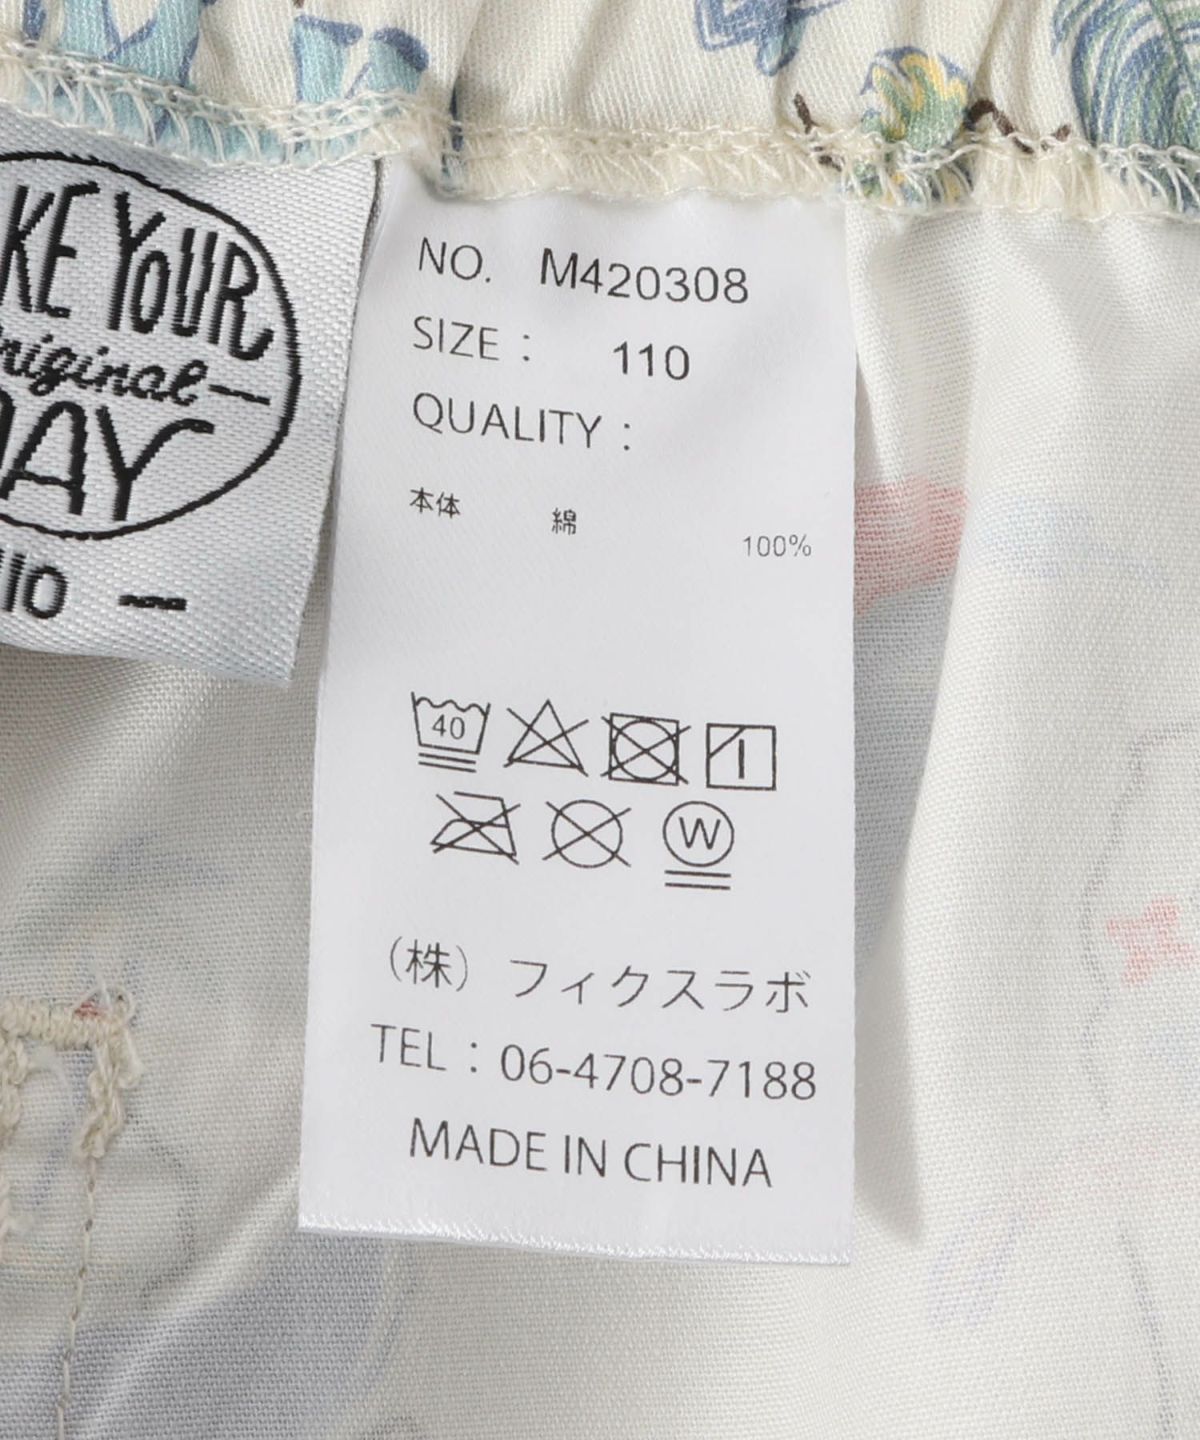 KE YOUR
Original
DAY
110
NO. M420308
SIZE : 110
QUALITY :
本体 綿 100%
40
W
(株) フィクスラボ
TEL : 06-4708-7188
MADE IN CHINA